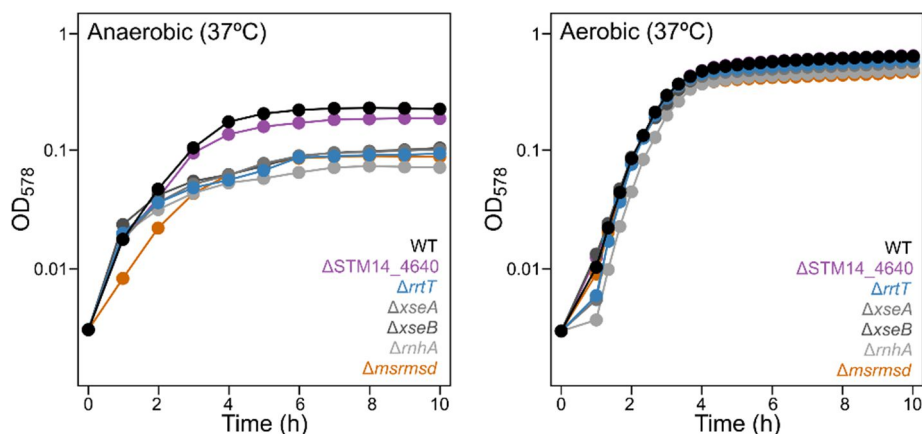 Anaerobic (37ºC)
OD578
1
0.1
0.01
WT
ΔSTM14_4640
ΔrrtT
ΔxseA
ΔxseB
ΔrnhA
Δmsrmsd
0 2 4 6 8 10
Time (h)
Aerobic (37ºC)
OD578
1
0.1
0.01
WT
ΔSTM14_4640
ΔrrtT
ΔxseA
ΔxseB
ΔrnhA
Δmsrmsd
0 2 4 6 8 10
Time (h)